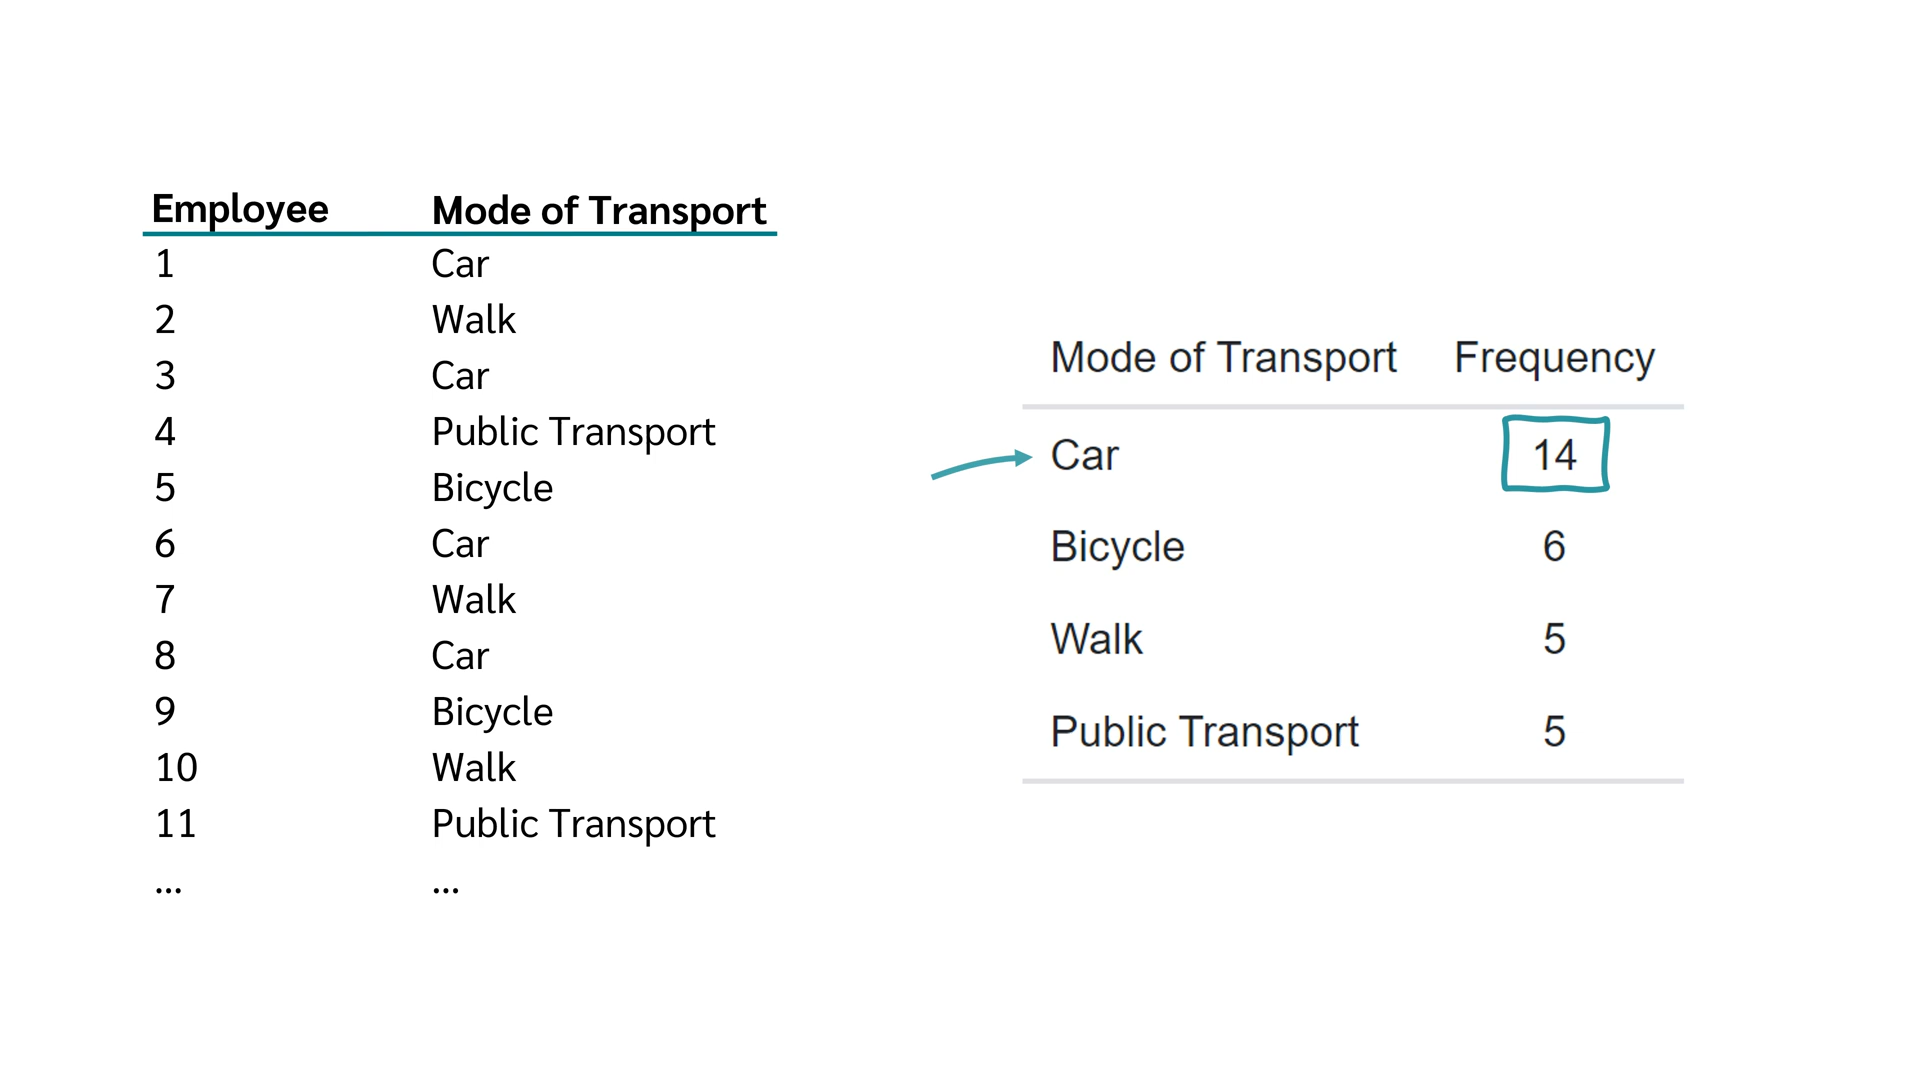 Employee Mode of Transport
1 Car
2 Walk
3 Car
4 Public Transport
5 Bicycle
6 Car
7 Walk
8 Car
9 Bicycle
10 Walk
11 Public Transport
... ...
Mode of Transport Frequency
Car 14
Bicycle 6
Walk 5
Public Transport 5